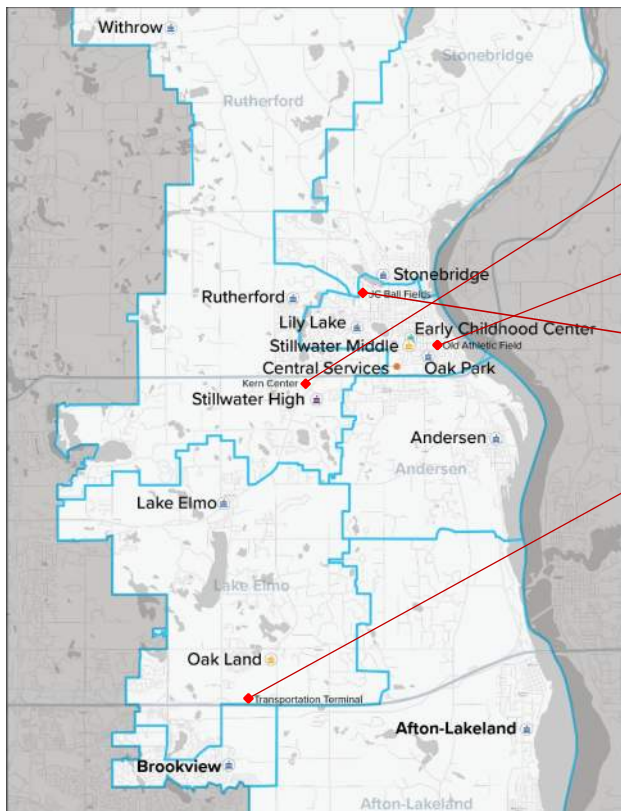 Withrow
Stonebridge
Rutherford
Stonebridge
Rutherford
JC Ball Fields
Lily Lake
Early Childhood Center
Stillwater Middle
Old Athletic Field
Central Services
Oak Park
Kern Center
Stillwater High
Andersen
Andersen
Lake Elmo
Lake Elmo
Oak Land
Transportation Terminal
Afton-Lakeland
Brookview
Afton-Lakeland